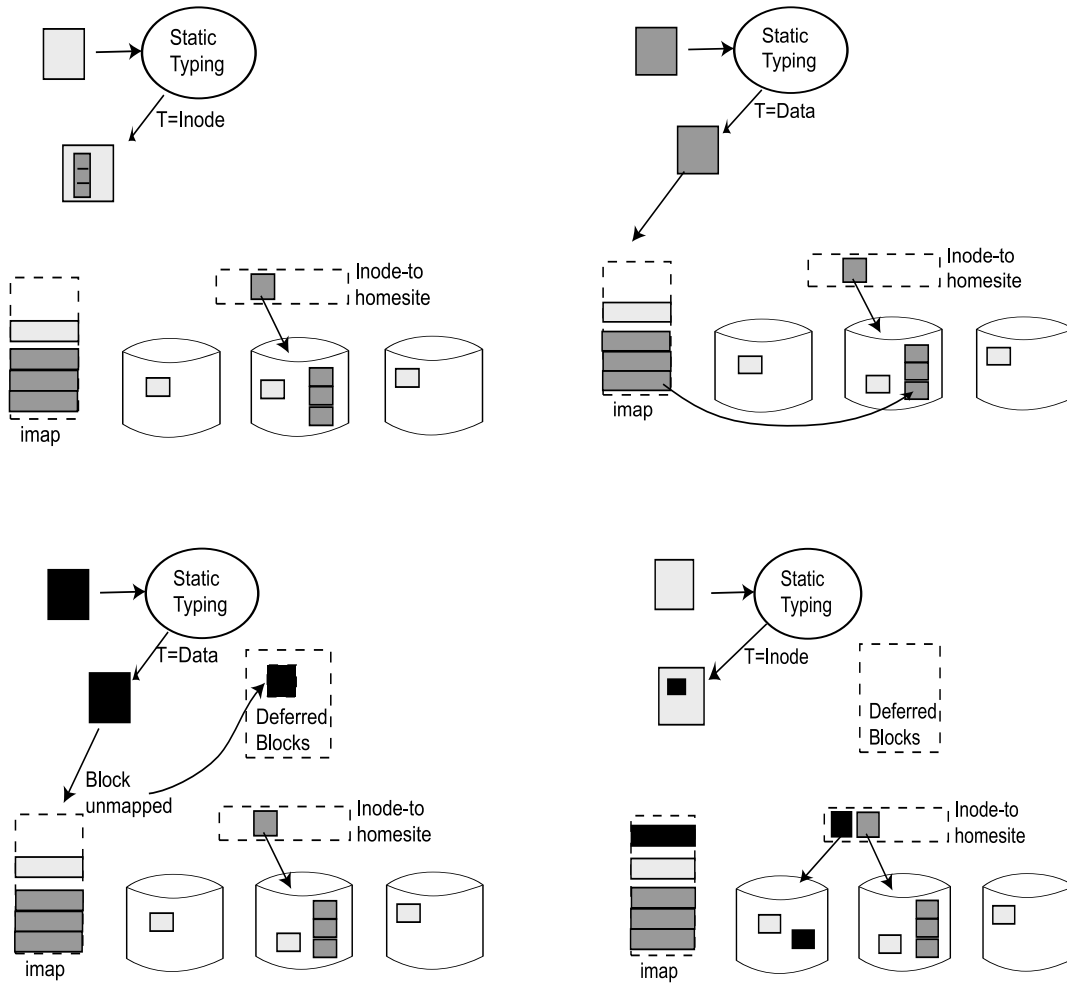 Static
Typing
T=Inode
Inode-to
homesite
imap
Static
Typing
T=Data
Inode-to
homesite
imap
Static
Typing
T=Data
Deferred
Blocks
Block
unmapped
Inode-to
homesite
imap
Static
Typing
T=Inode
Deferred
Blocks
Inode-to
homesite
imap